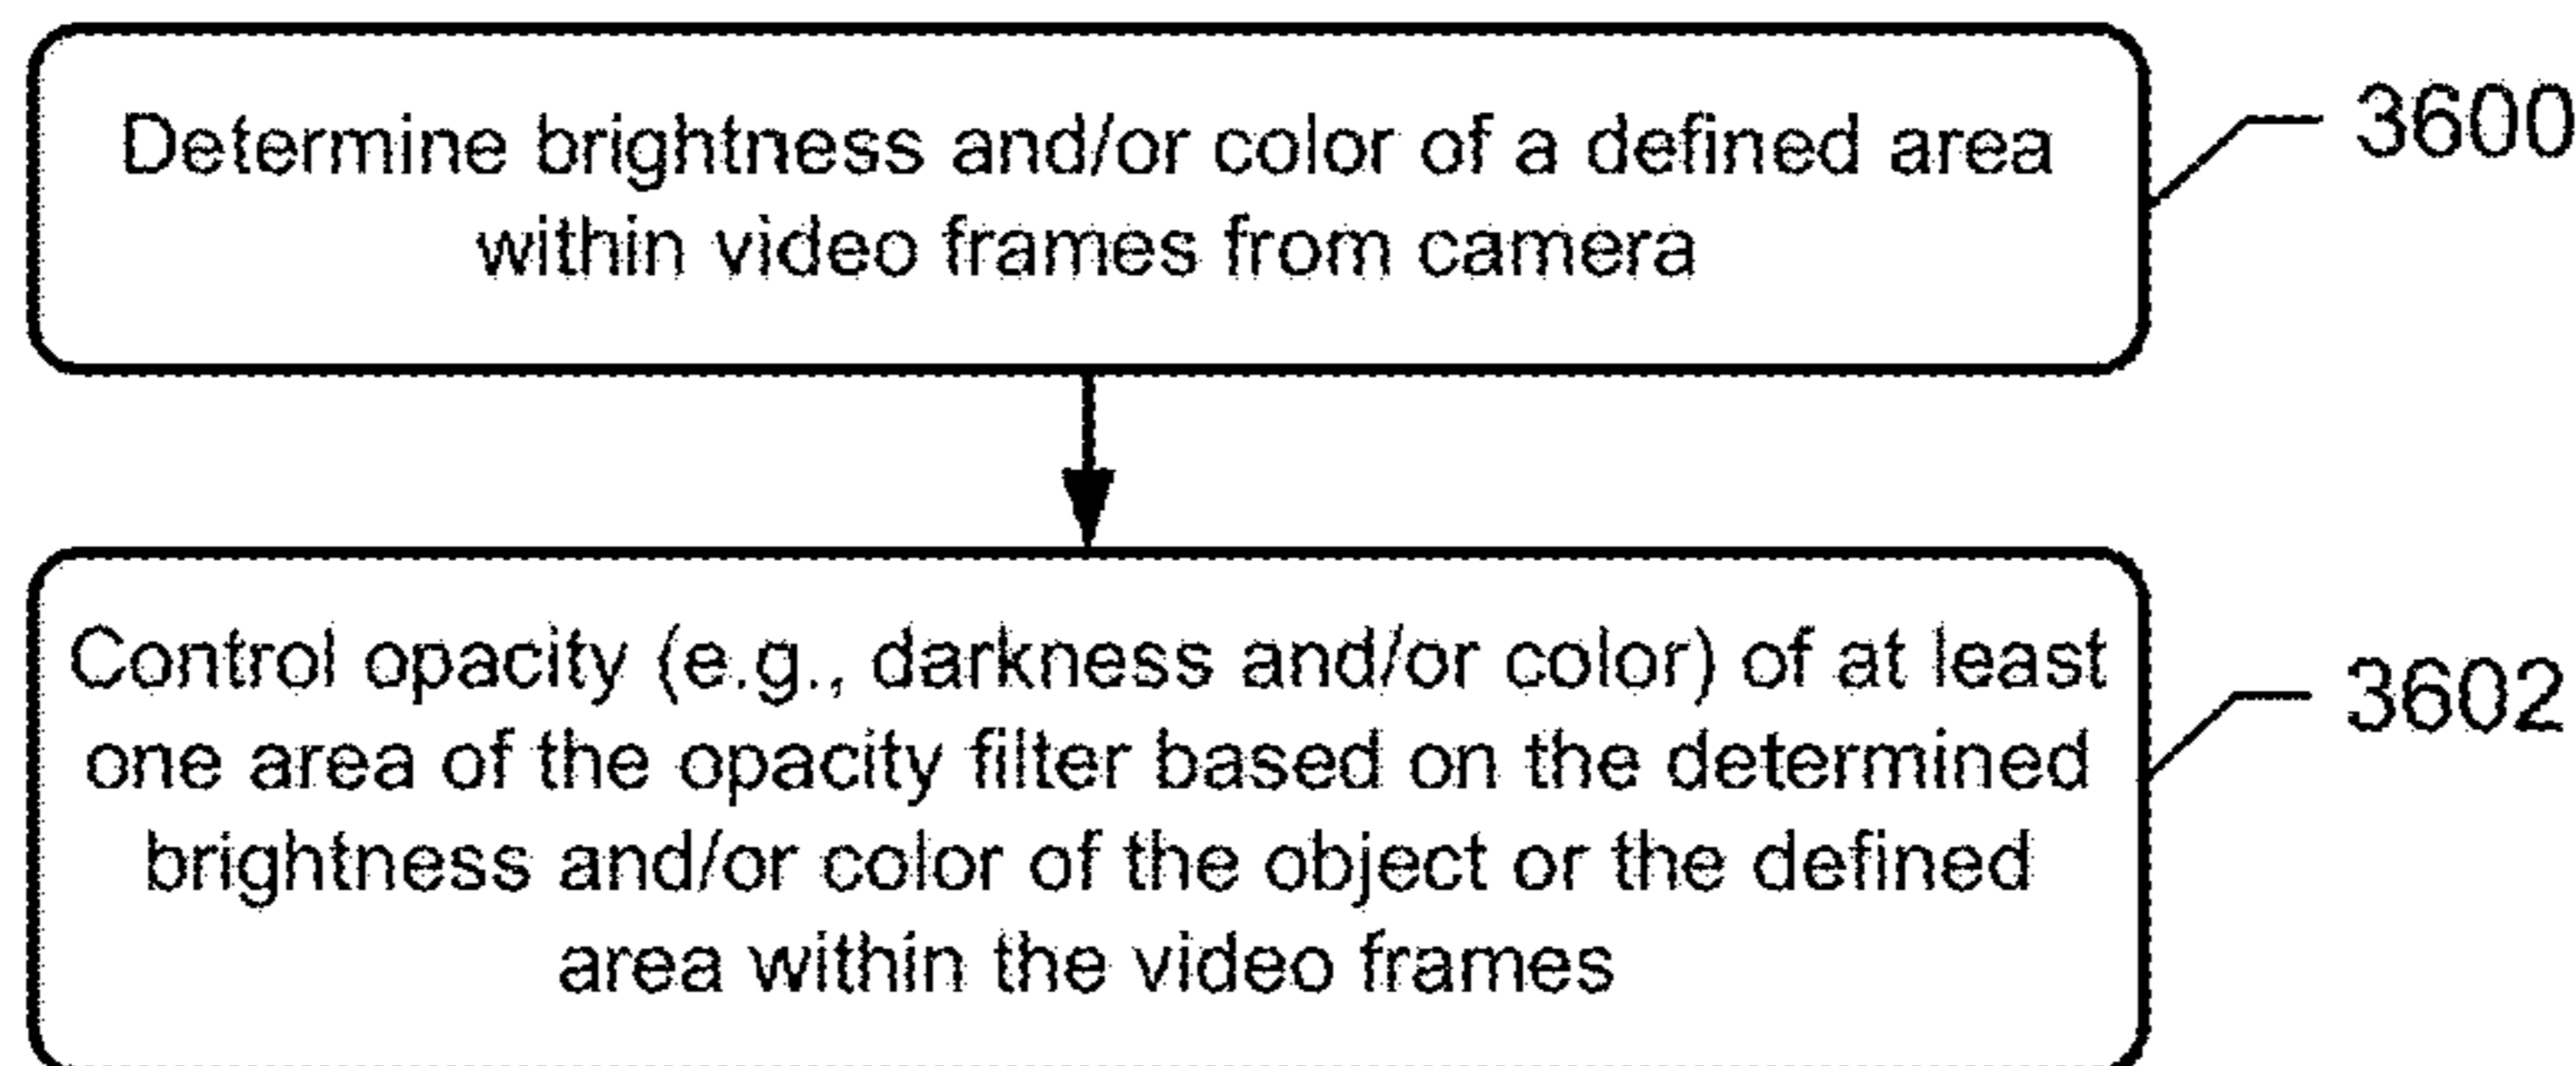 Determine brightness and/or color of a defined area
within video frames from camera
3600
Control opacity (e.g., darkness and/or color) of at least
one area of the opacity filter based on the determined
brightness and/or color of the object or the defined
area within the video frames
3602